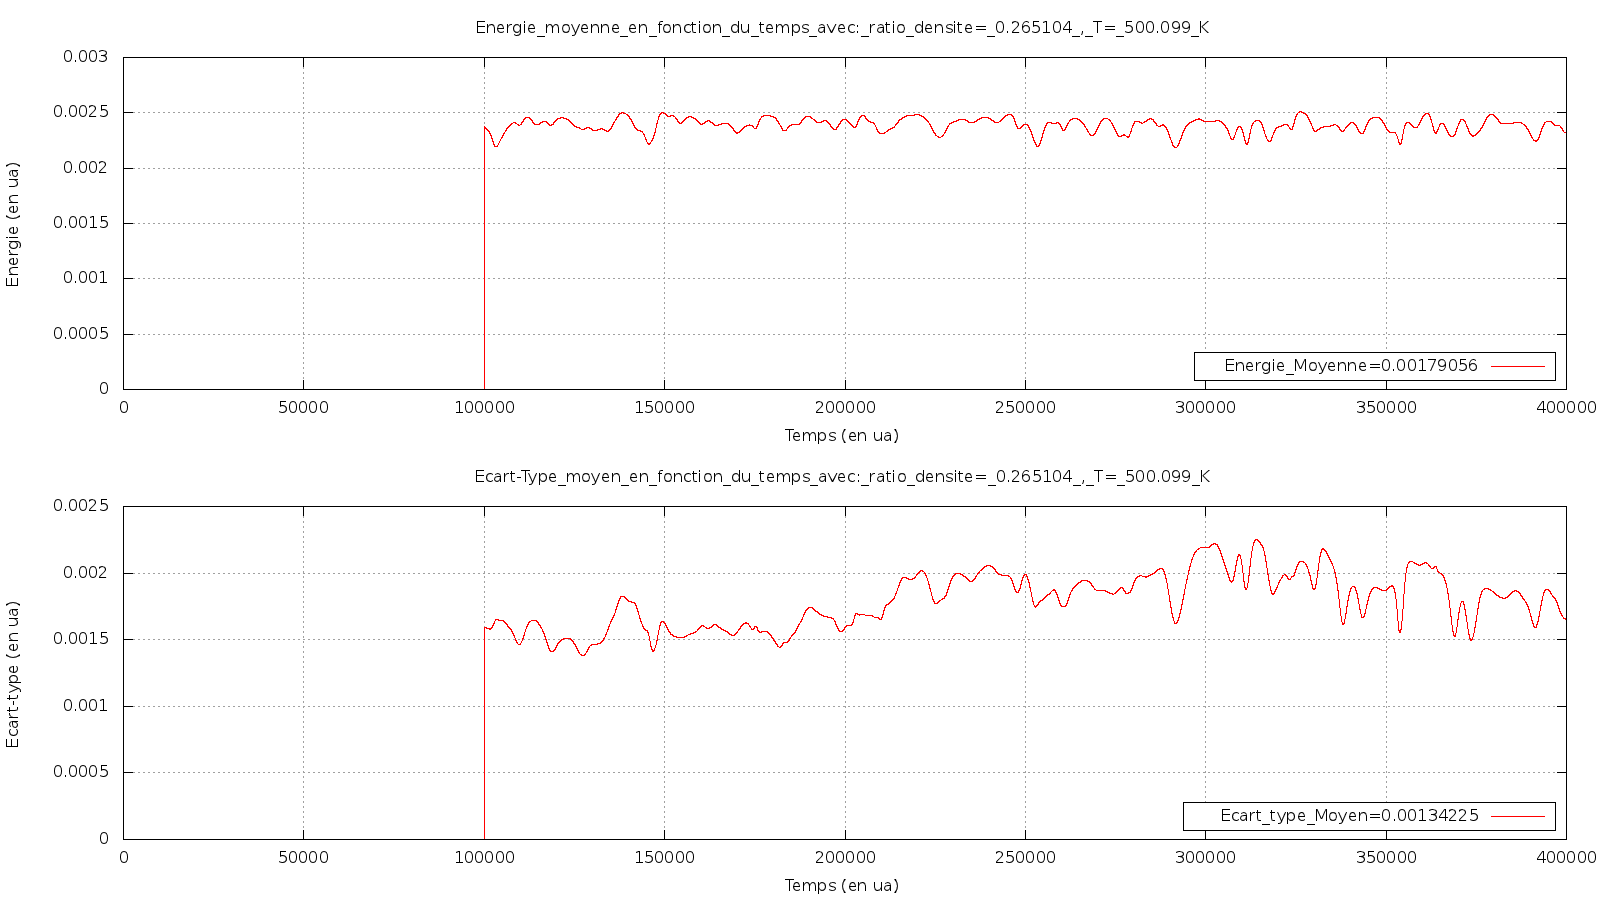 Energie_moyenne_en_fonction_du_temps_avec:_ratio_densite=_0.265104_,_T=_500.099_K
0.003
0.0025
0.002
0.0015
0.001
0.0005
0
Energie (en ua)
Energie_Moyenne=0.00179056
0 50000 100000 150000 200000 250000 300000 350000 400000
Temps (en ua)
Ecart-Type_moyen_en_fonction_du_temps_avec:_ratio_densite=_0.265104_,_T=_500.099_K
0.0025
0.002
0.0015
0.001
0.0005
0
Ecart-type (en ua)
Ecart_type_Moyen=0.00134225
0 50000 100000 150000 200000 250000 300000 350000 400000
Temps (en ua)